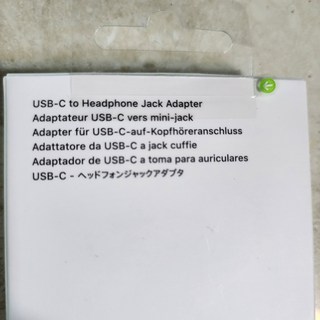 USB-C to Headphone Jack Adapter
Adaptateur USB-C vers mini-jack
Adapter für USB-C-auf-Kopfhöreranschluss
Adattatore da USB-C a jack cuffie
Adaptador de USB-C a toma para auriculares
USB-C - ヘッドフォンジャックアダプタ